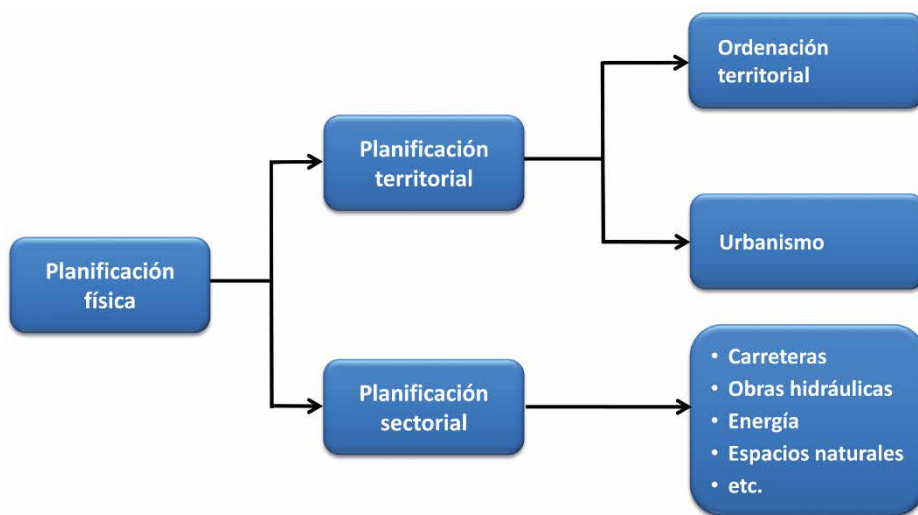 Ordenación
territorial
Planificación
territorial
Urbanismo
Planificación
física
Planificación
sectorial
• Carreteras
• Obras hidráulicas
• Energía
• Espacios naturales
• etc.